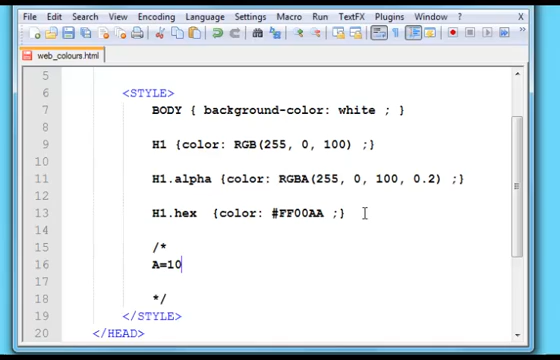 File Edit Search View Encoding Language Settings Macro Run TextFX Plugins Window ? X
web_colours.html
5
6 <STYLE>
7 BODY { background-color: white ; }
8
9 H1 {color: RGB(255, 0, 100) ;}
10
11 H1.alpha {color: RGBA(255, 0, 100, 0.2) ;}
12
13 H1.hex {color: #FF00AA ;}
14
15 /*
16 A=10
17
18 */
19 </STYLE>
20 </HEAD>